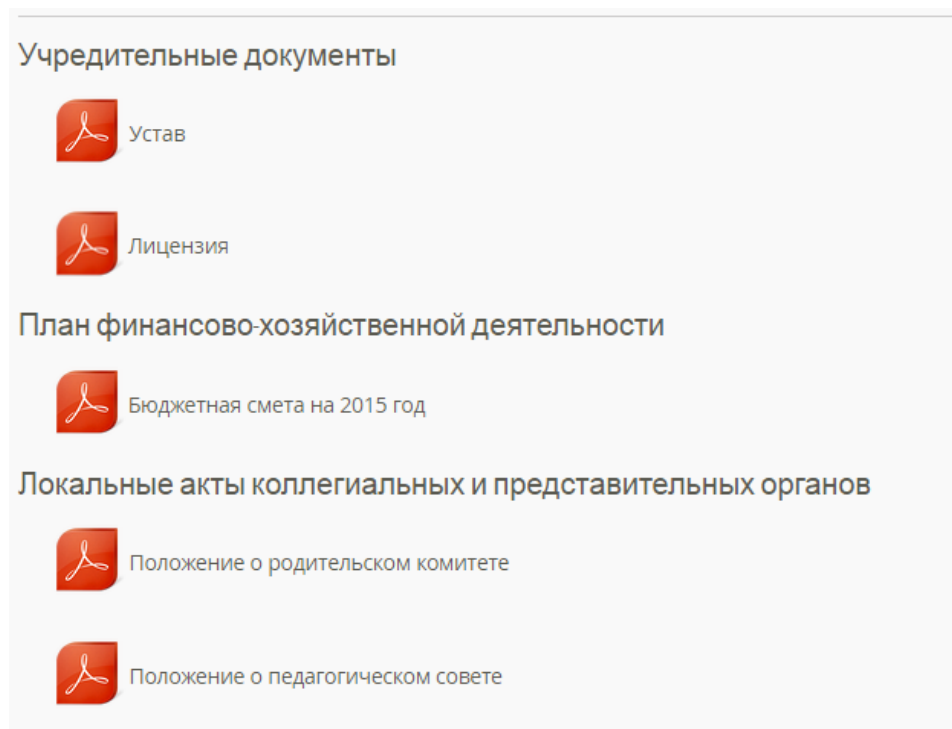 Учредительные документы
Устав
Лицензия
План финансово-хозяйственной деятельности
Бюджетная смета на 2015 год
Локальные акты коллегиальных и представительных органов
Положение о родительском комитете
Положение о педагогическом совете